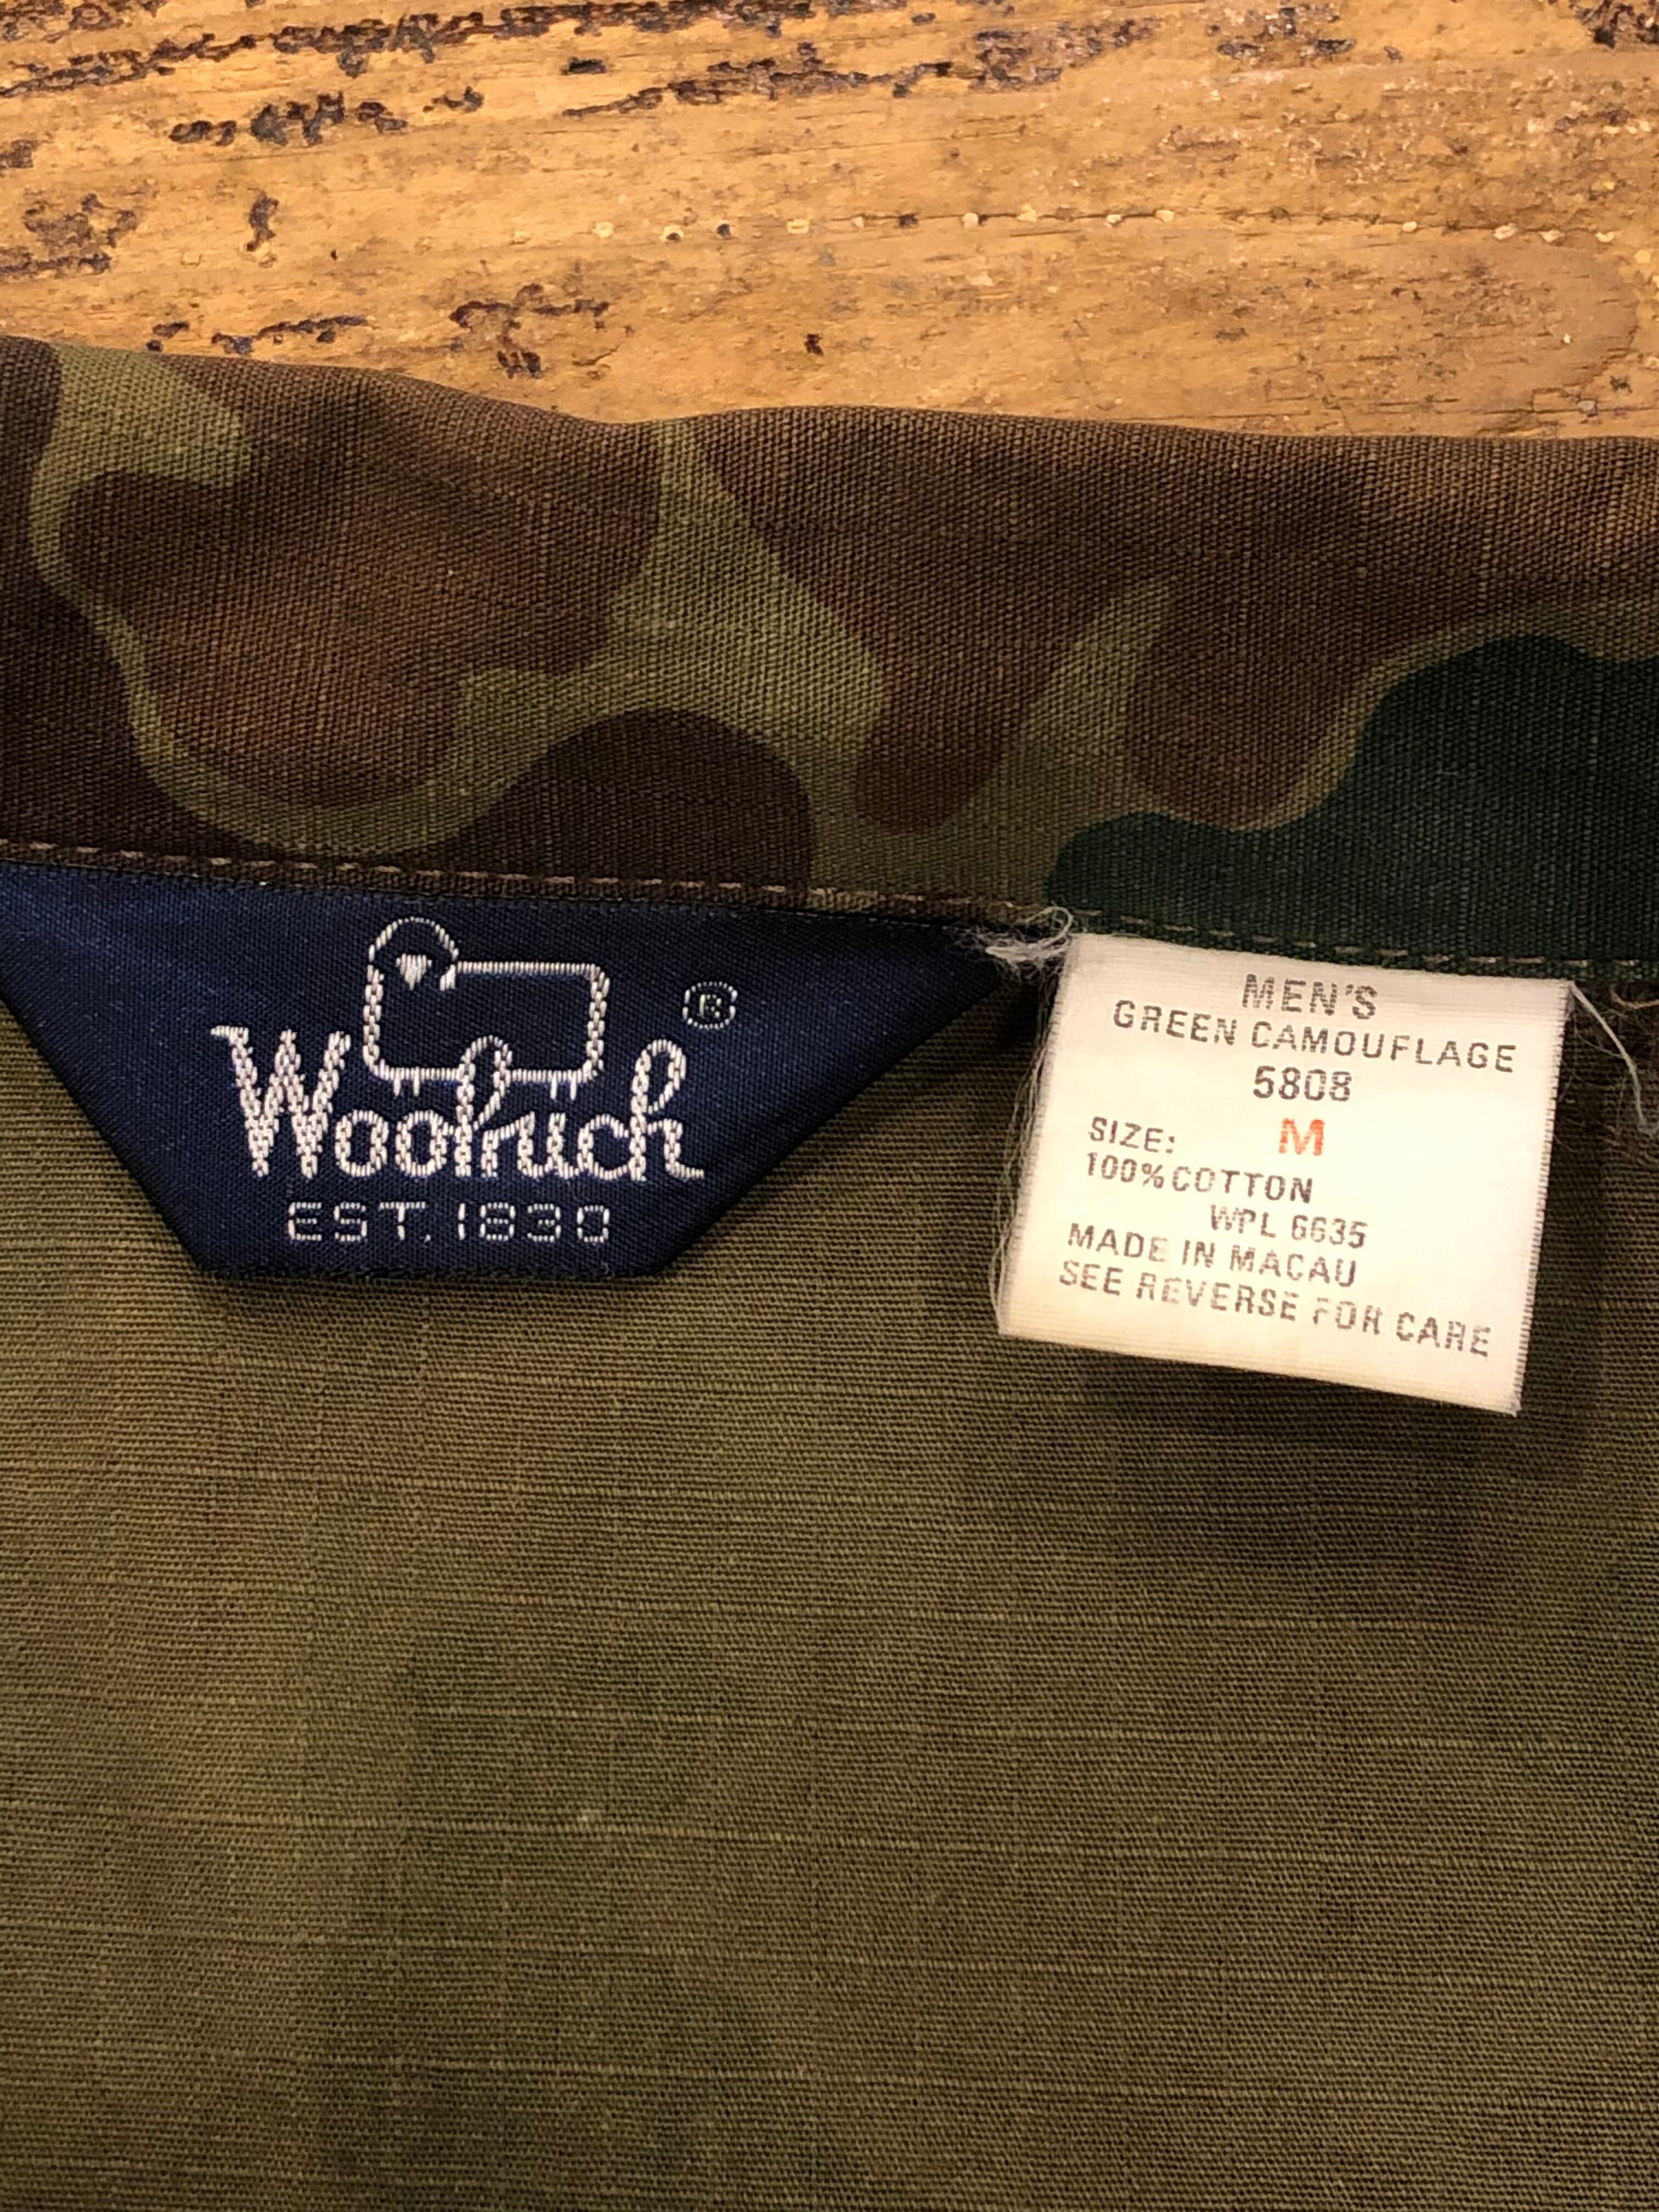 Woolrich ®
EST. 1830
MEN'S
GREEN CAMOUFLAGE
5808
SIZE: M
100% COTTON
WPL 6635
MADE IN MACAU
SEE REVERSE FOR CARE